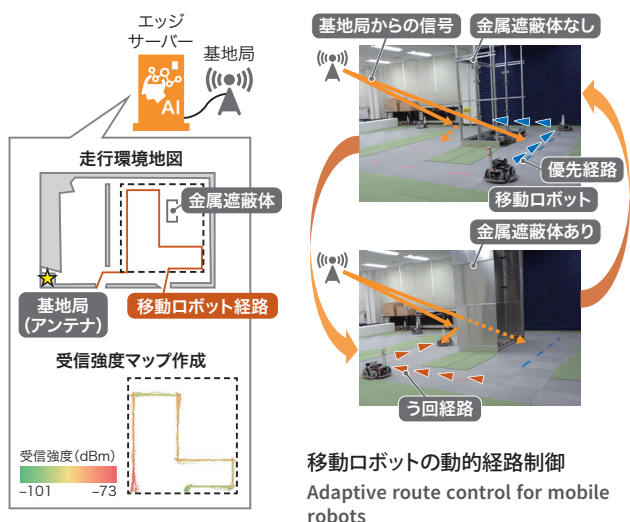 エッジ
サーバー
基地局
AI
走行環境地図
金属遮蔽体
基地局
（アンテナ）
移動ロボット経路
受信強度マップ作成
受信強度（dBm）
−101
−73
基地局からの信号
金属遮蔽体なし
優先経路
移動ロボット
金属遮蔽体あり
う回経路
移動ロボットの動的経路制御
Adaptive route control for mobile
robots